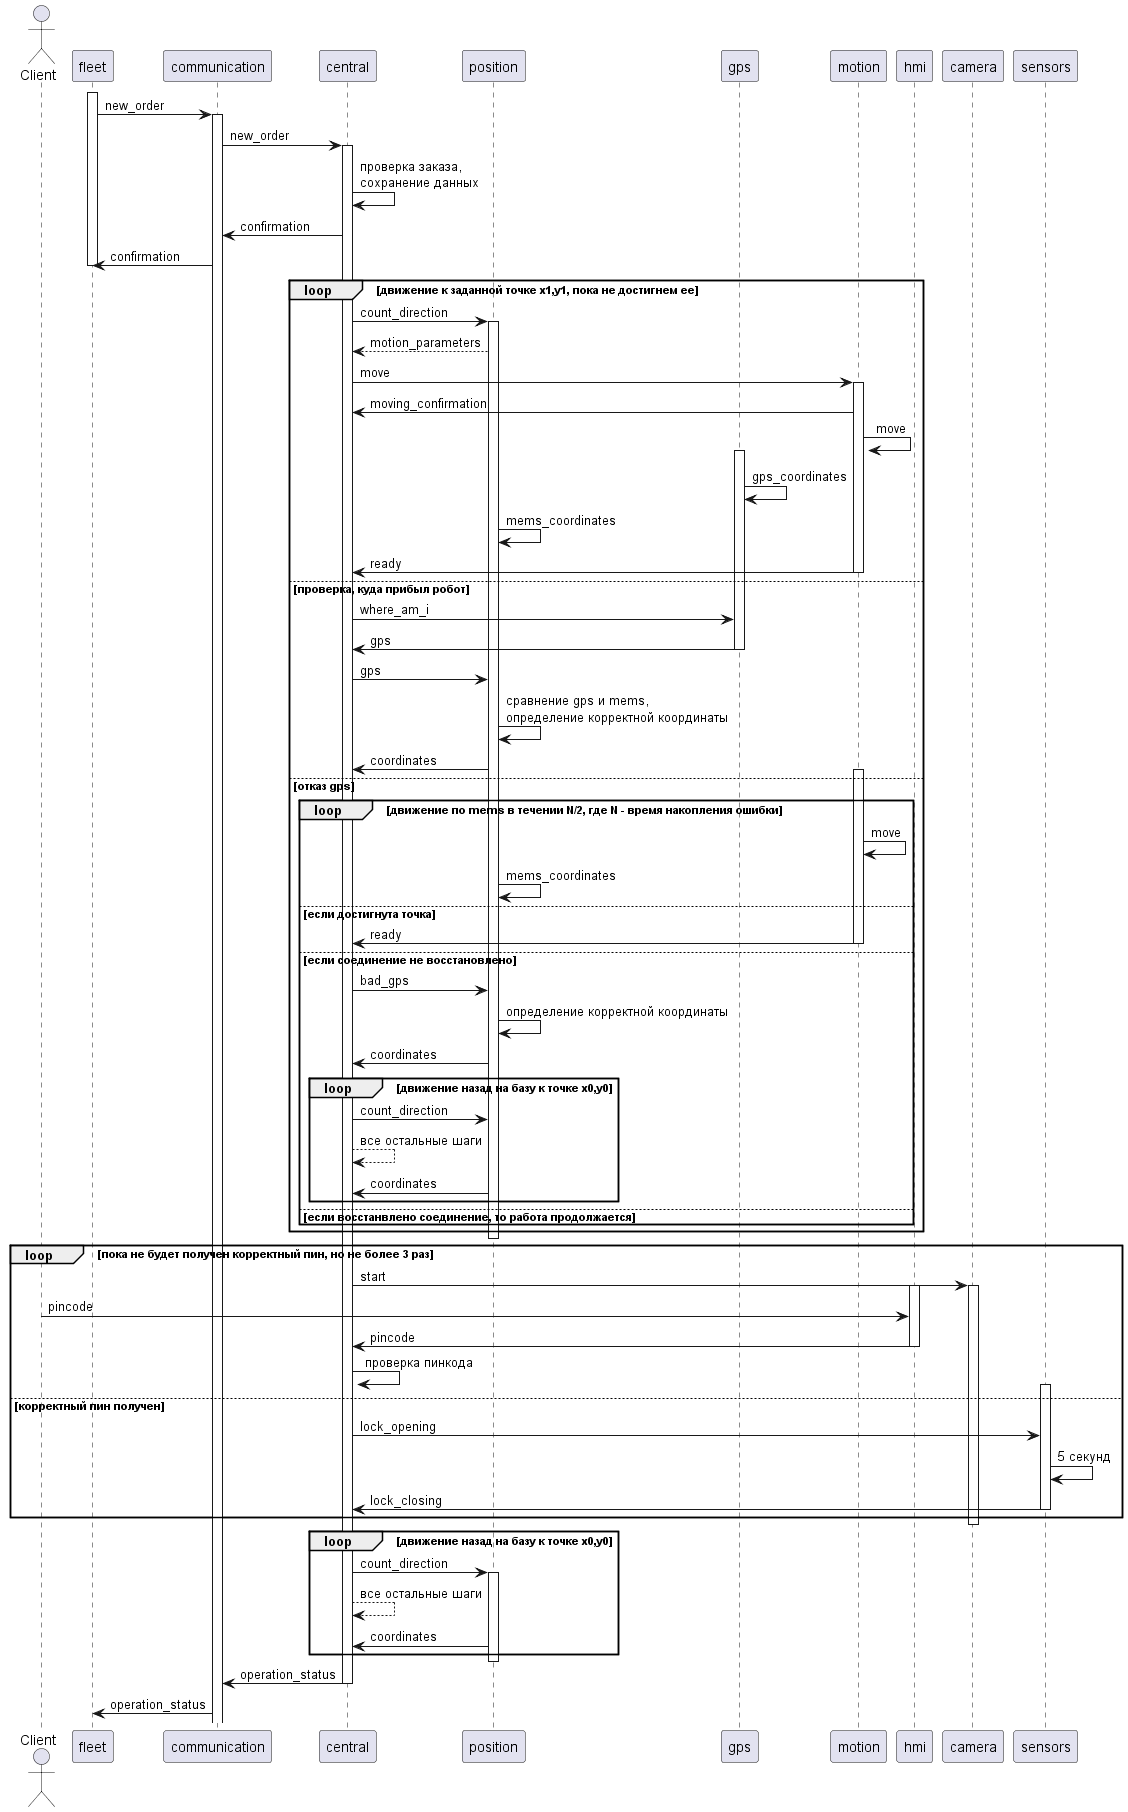 Client
fleet
communication
central
position
gps
motion
hmi
camera
sensors
new_order
new_order
проверка заказа,
сохранение данных
confirmation
confirmation
loop
[движение к заданной точке x1,y1, пока не достигнем ее]
count_direction
motion_parameters
move
moving_confirmation
move
gps_coordinates
mems_coordinates
ready
[проверка, куда прибыл робот]
where_am_i
gps
gps
сравнение gps и mems,
определение корректной координаты
coordinates
[отказ gps]
loop
[движение по mems в течении N/2, где N - время накопления ошибки]
move
mems_coordinates
[если достигнута точка]
ready
[если соединение не восстановлено]
bad_gps
определение корректной координаты
coordinates
loop
[движение назад на базу к точке x0,y0]
count_direction
все остальные шаги
coordinates
[если восстанвлено соединение, то работа продолжается]
loop
[пока не будет получен корректный пин, но не более 3 раз]
start
pincode
pincode
проверка пинкода
[корректный пин получен]
lock_opening
5 секунд
lock_closing
loop
[движение назад на базу к точке x0,y0]
count_direction
все остальные шаги
coordinates
operation_status
operation_status
Client
fleet
communication
central
position
gps
motion
hmi
camera
sensors